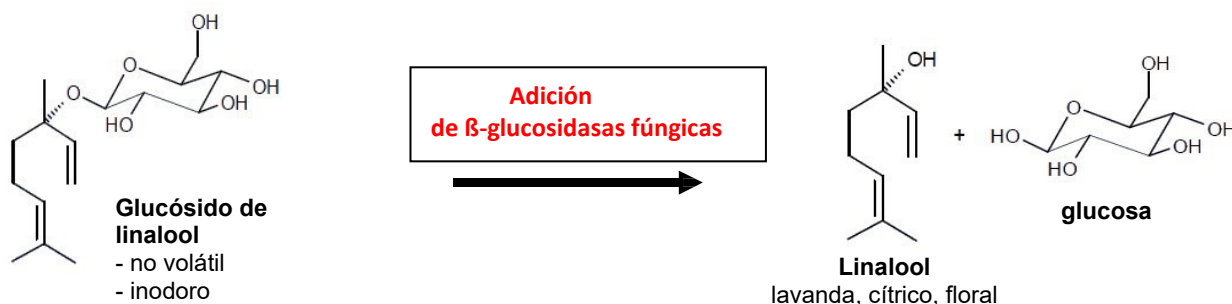 OH
O
OH
O
HO
OH
Glucósido de
linalool
- no volátil
- inodoro
Adición
de ß-glucosidasas fúngicas
OH
Linalool
lavanda, cítrico, floral
+
OH
O
HO
HO
OH
OH
glucosa